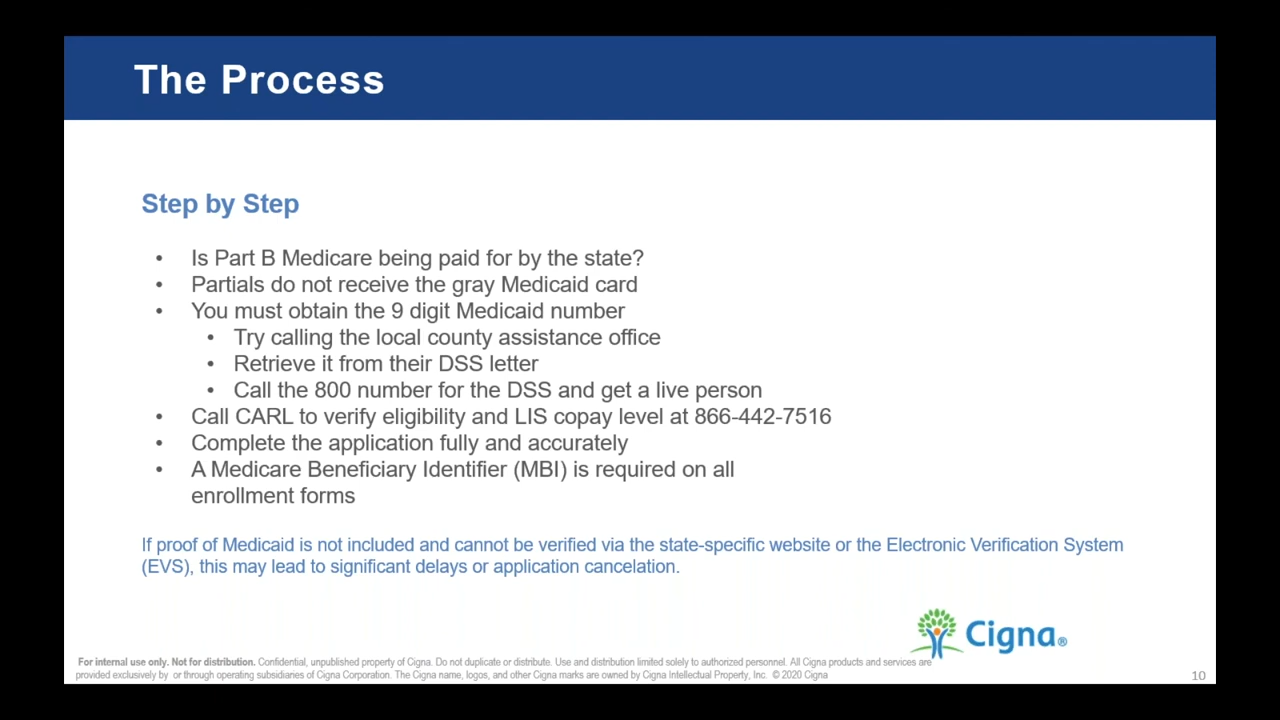 The Process
Step by Step
• Is Part B Medicare being paid for by the state?
• Partials do not receive the gray Medicaid card
• You must obtain the 9 digit Medicaid number
• Try calling the local county assistance office
• Retrieve it from their DSS letter
• Call the 800 number for the DSS and get a live person
• Call CARL to verify eligibility and LIS copay level at 866-442-7516
• Complete the application fully and accurately
• A Medicare Beneficiary Identifier (MBI) is required on all
enrollment forms
If proof of Medicaid is not included and cannot be verified via the state-specific website or the Electronic Verification System
(EVS), this may lead to significant delays or application cancelation.
Cigna®
For internal use only. Not for distribution. Confidential, unpublished property of Cigna. Do not duplicate or distribute. Use and distribution limited solely to authorized personnel. All Cigna products and services are
provided exclusively by or through operating subsidiaries of Cigna Corporation. The Cigna name, logos, and other Cigna marks are owned by Cigna Intellectual Property, Inc. © 2020 Cigna
10